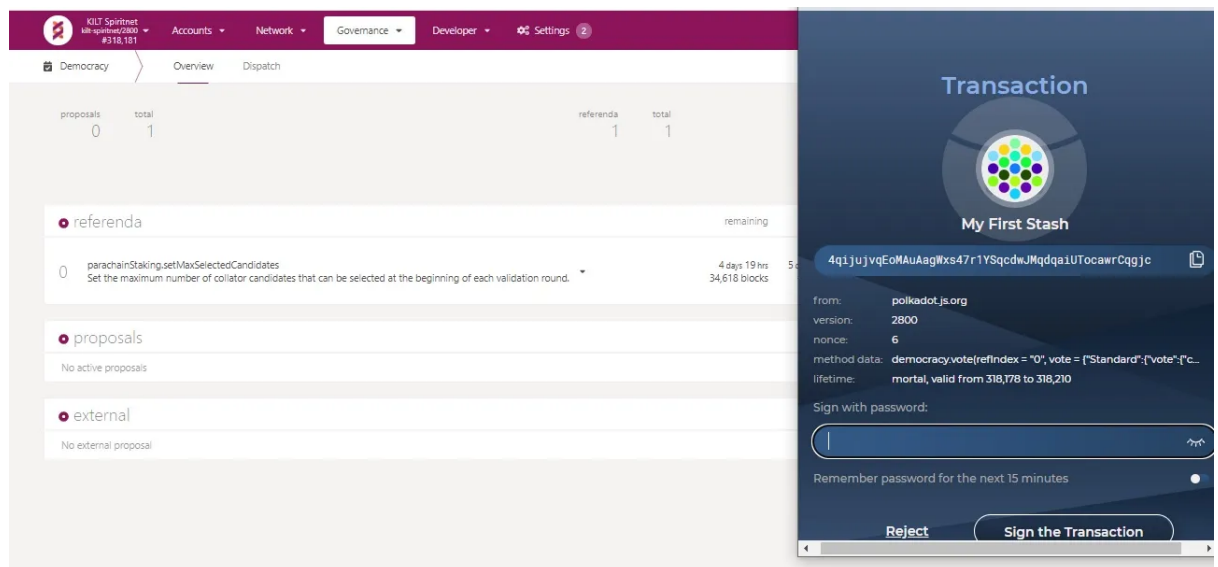 KILT Spiritnet
kilt-spiritnet/2800
#318,181
Accounts
Network
Governance
Developer
Settings 2
Democracy
Overview
Dispatch
proposals total
0 1
referenda total
1 1
referenda
remaining
0
parachainStaking.setMaxSelectedCandidates
Set the maximum number of collator candidates that can be selected at the beginning of each validation round.
4 days 19 hrs
34,618 blocks
proposals
No active proposals
external
No external proposal
Transaction
My First Stash
4qijujvqEoMAuAagWxs47r1YSqcdwJMqdqaiUTocawrCqgjc
from: polkadot.js.org
version: 2800
nonce: 6
method data: democracy.vote(refIndex = "0", vote = {"Standard":{"vote":{"c...
lifetime: mortal, valid from 318,178 to 318,210
Sign with password:
Remember password for the next 15 minutes
Reject
Sign the Transaction